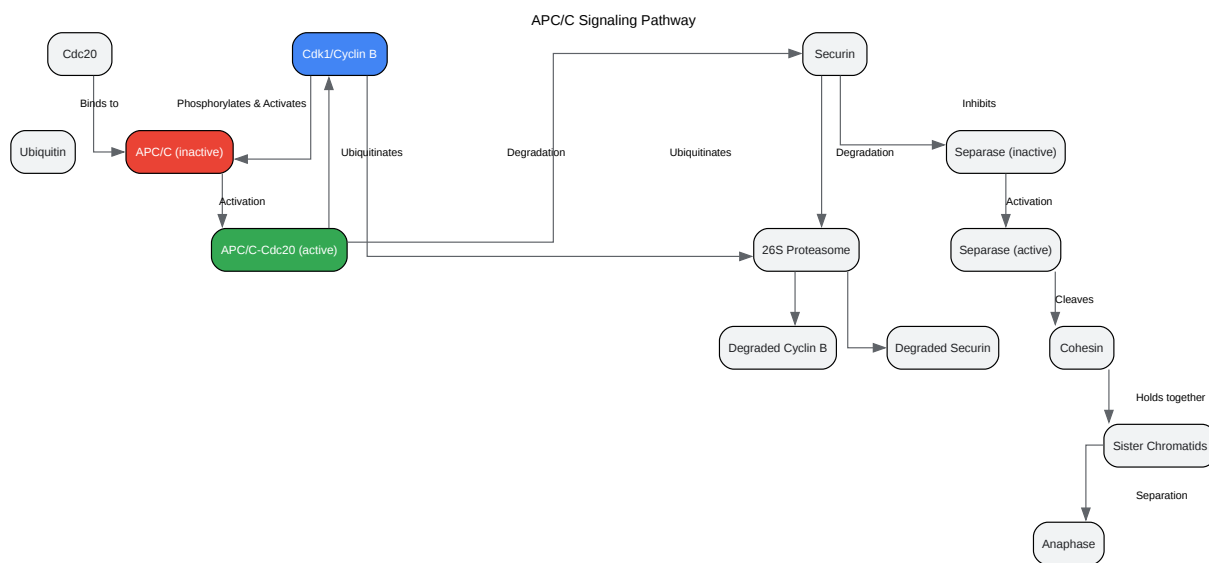 APC/C Signaling Pathway
Cdc20
Cdk1/Cyclin B
Securin
Binds to
Phosphorylates & Activates
Inhibits
Ubiquitin
APC/C (inactive)
Ubiquitinates
Degradation
Ubiquitinates
Degradation
Separase (inactive)
Activation
Activation
APC/C-Cdc20 (active)
26S Proteasome
Separase (active)
Cleaves
Degraded Cyclin B
Degraded Securin
Cohesin
Holds together
Sister Chromatids
Separation
Anaphase